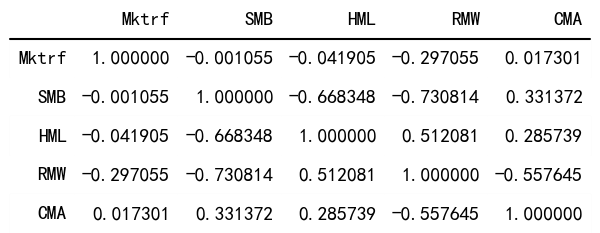 Mktrf SMB HML RMW CMA
Mktrf 1.000000 -0.001055 -0.041905 -0.297055 0.017301
SMB -0.001055 1.000000 -0.668348 -0.730814 0.331372
HML -0.041905 -0.668348 1.000000 0.512081 0.285739
RMW -0.297055 -0.730814 0.512081 1.000000 -0.557645
CMA 0.017301 0.331372 0.285739 -0.557645 1.000000